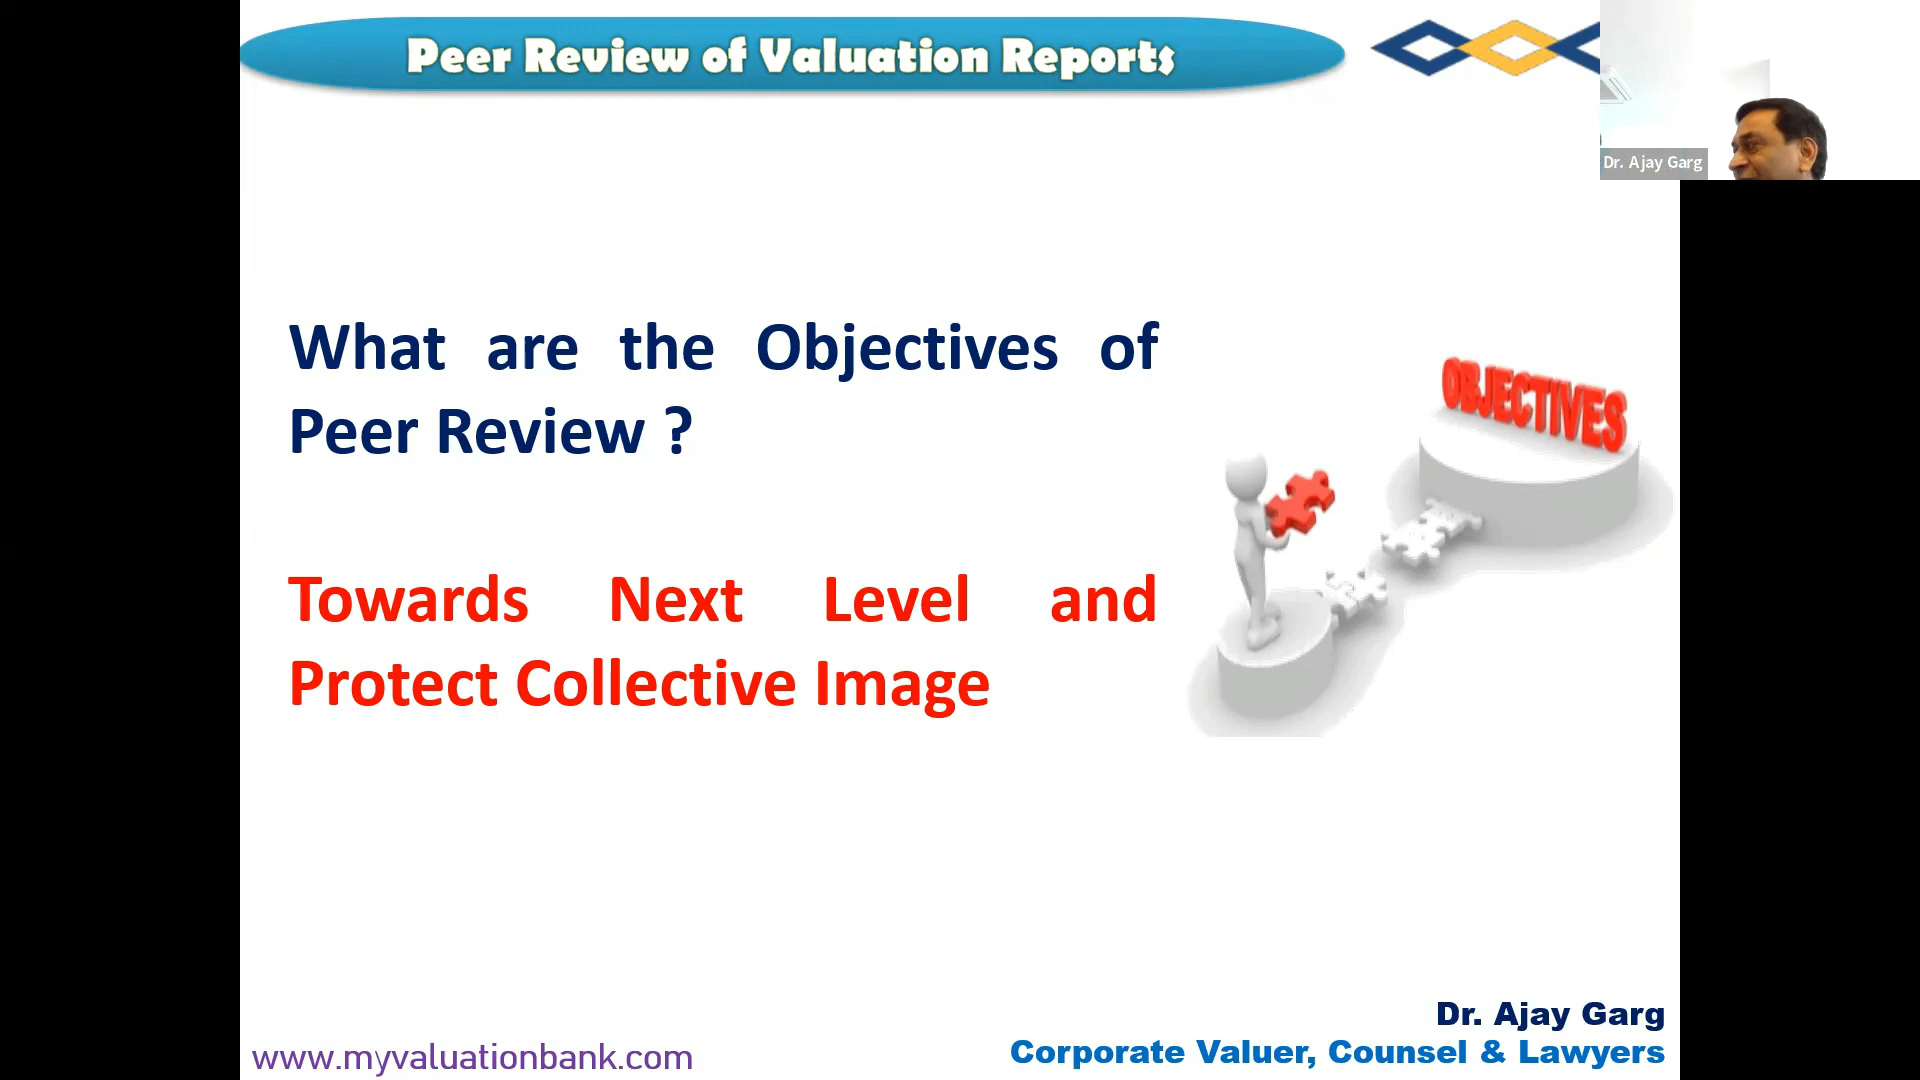 Peer Review of Valuation Reports
Dr. Ajay Garg
What are the Objectives of
Peer Review ?
OBJECTIVES
Towards Next Level and
Protect Collective Image
Dr. Ajay Garg
Corporate Valuer, Counsel & Lawyers
www.myvaluationbank.com